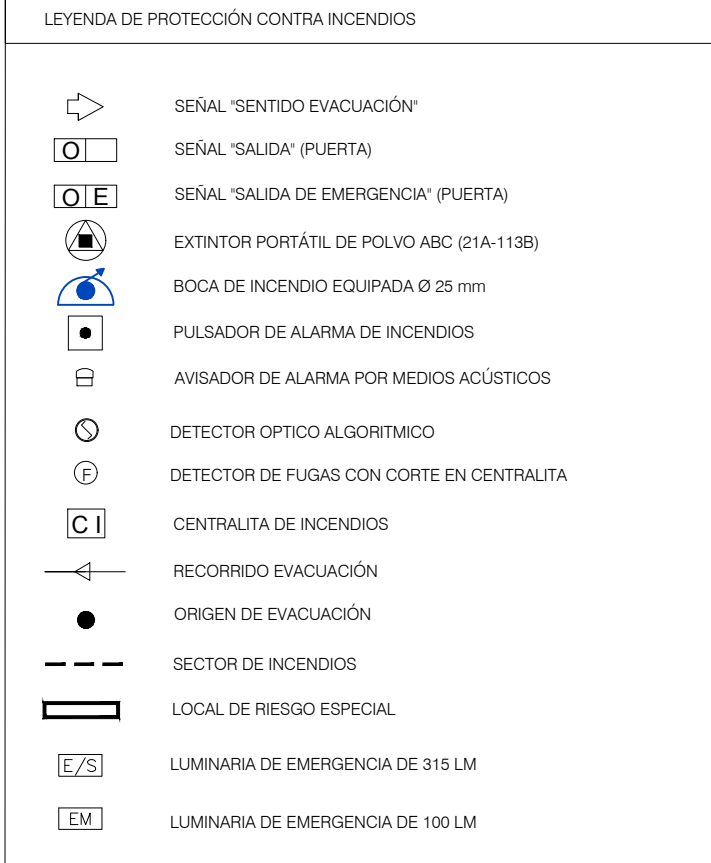 LEYENDA DE PROTECCIÓN CONTRA INCENDIOS
SEÑAL "SENTIDO EVACUACIÓN"
O SEÑAL "SALIDA" (PUERTA)
O E SEÑAL "SALIDA DE EMERGENCIA" (PUERTA)
EXTINTOR PORTÁTIL DE POLVO ABC (21A-113B)
BOCA DE INCENDIO EQUIPADA Ø 25 mm
PULSADOR DE ALARMA DE INCENDIOS
AVISADOR DE ALARMA POR MEDIOS ACÚSTICOS
DETECTOR OPTICO ALGORITMICO
F DETECTOR DE FUGAS CON CORTE EN CENTRALITA
C I CENTRALITA DE INCENDIOS
RECORRIDO EVACUACIÓN
ORIGEN DE EVACUACIÓN
SECTOR DE INCENDIOS
LOCAL DE RIESGO ESPECIAL
E/S LUMINARIA DE EMERGENCIA DE 315 LM
EM LUMINARIA DE EMERGENCIA DE 100 LM